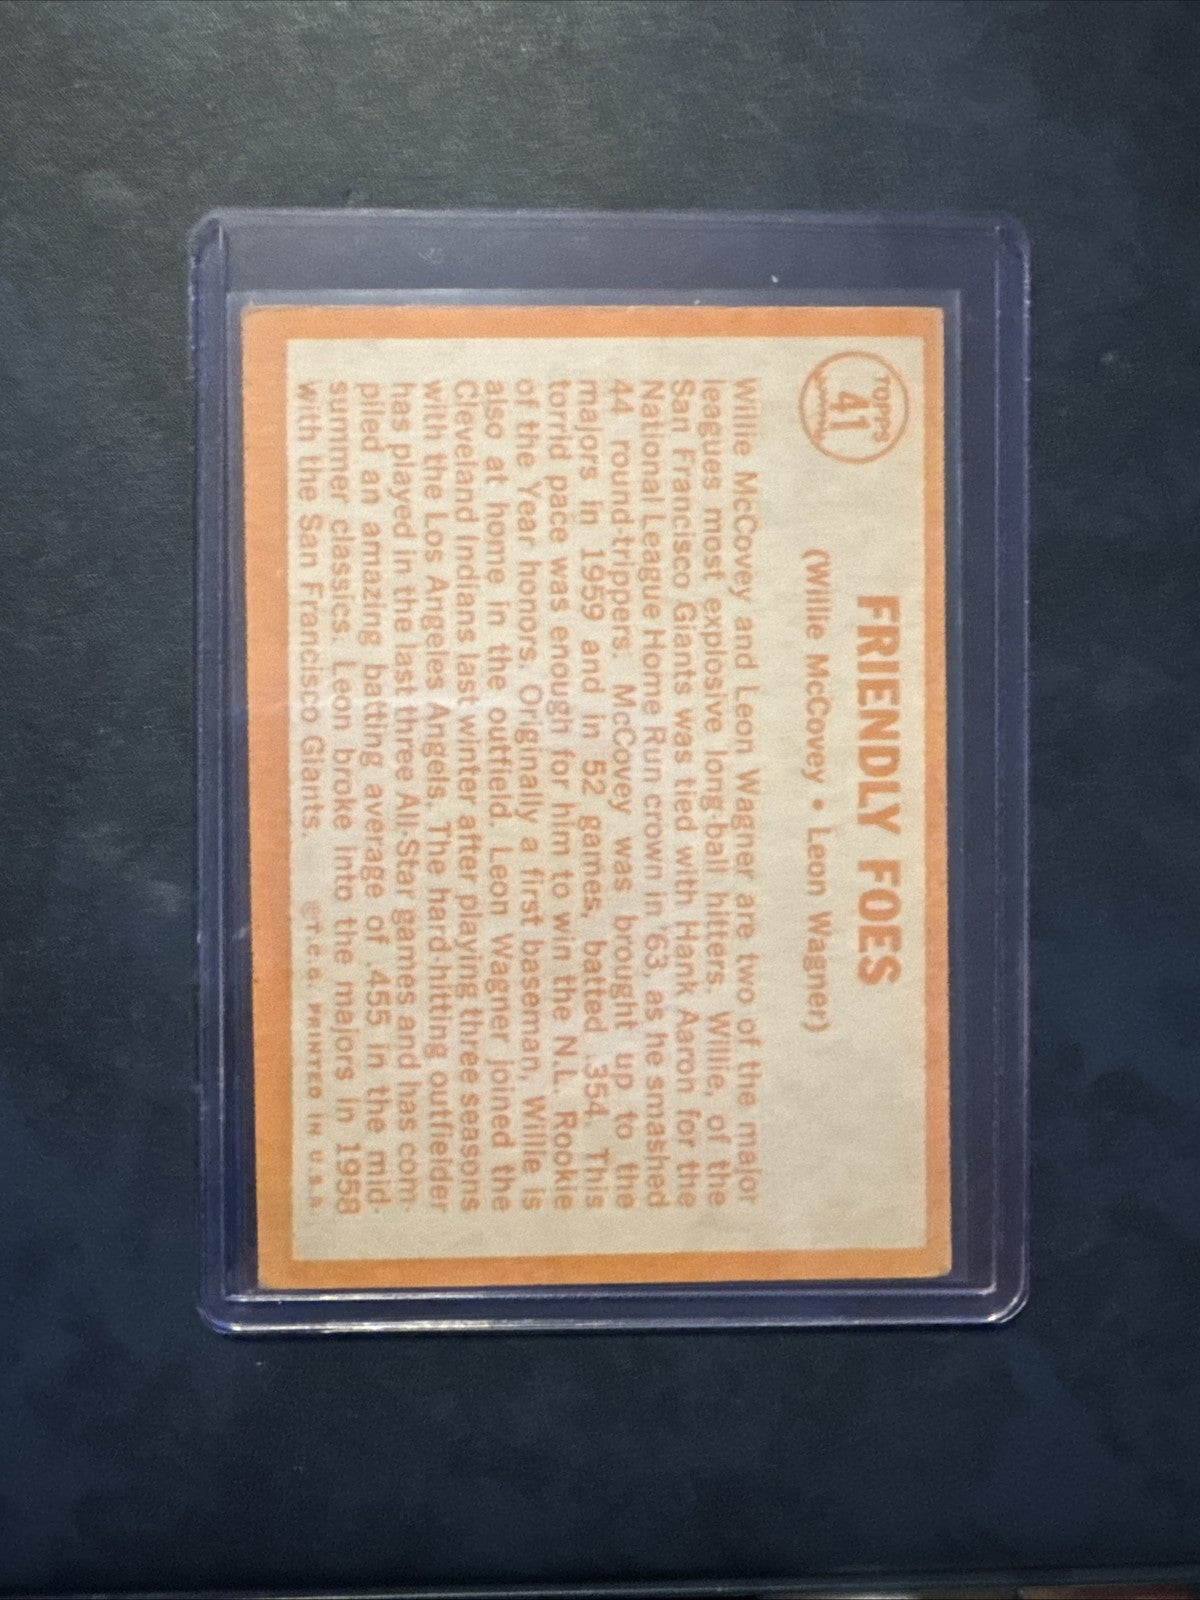 TOPPS
41
FRIENDLY FOES
(Willie McCovey • Leon Wagner)
Willie McCovey and Leon Wagner are two of the major
leagues most explosive long-ball hitters. Willie, of the
San Francisco Giants was tied with Hank Aaron for the
National League Home Run crown in '63, as he smashed
44 round-trippers. McCovey was brought up to the
majors in 1959 and in 52 games, batted .354. This
torrid pace was enough for him to win the N.L. Rookie
of the Year honors. Originally a first baseman, Willie is
also at home in the outfield. Leon Wagner joined the
Cleveland Indians last winter after playing three seasons
with the Los Angeles Angels. The hard-hitting outfielder
has played in the last three All-Star games and has com-
piled an amazing batting average of .455 in the mid-
summer classics. Leon broke into the majors in 1958
with the San Francisco Giants.
©T.C.G. PRINTED IN U.S.A.